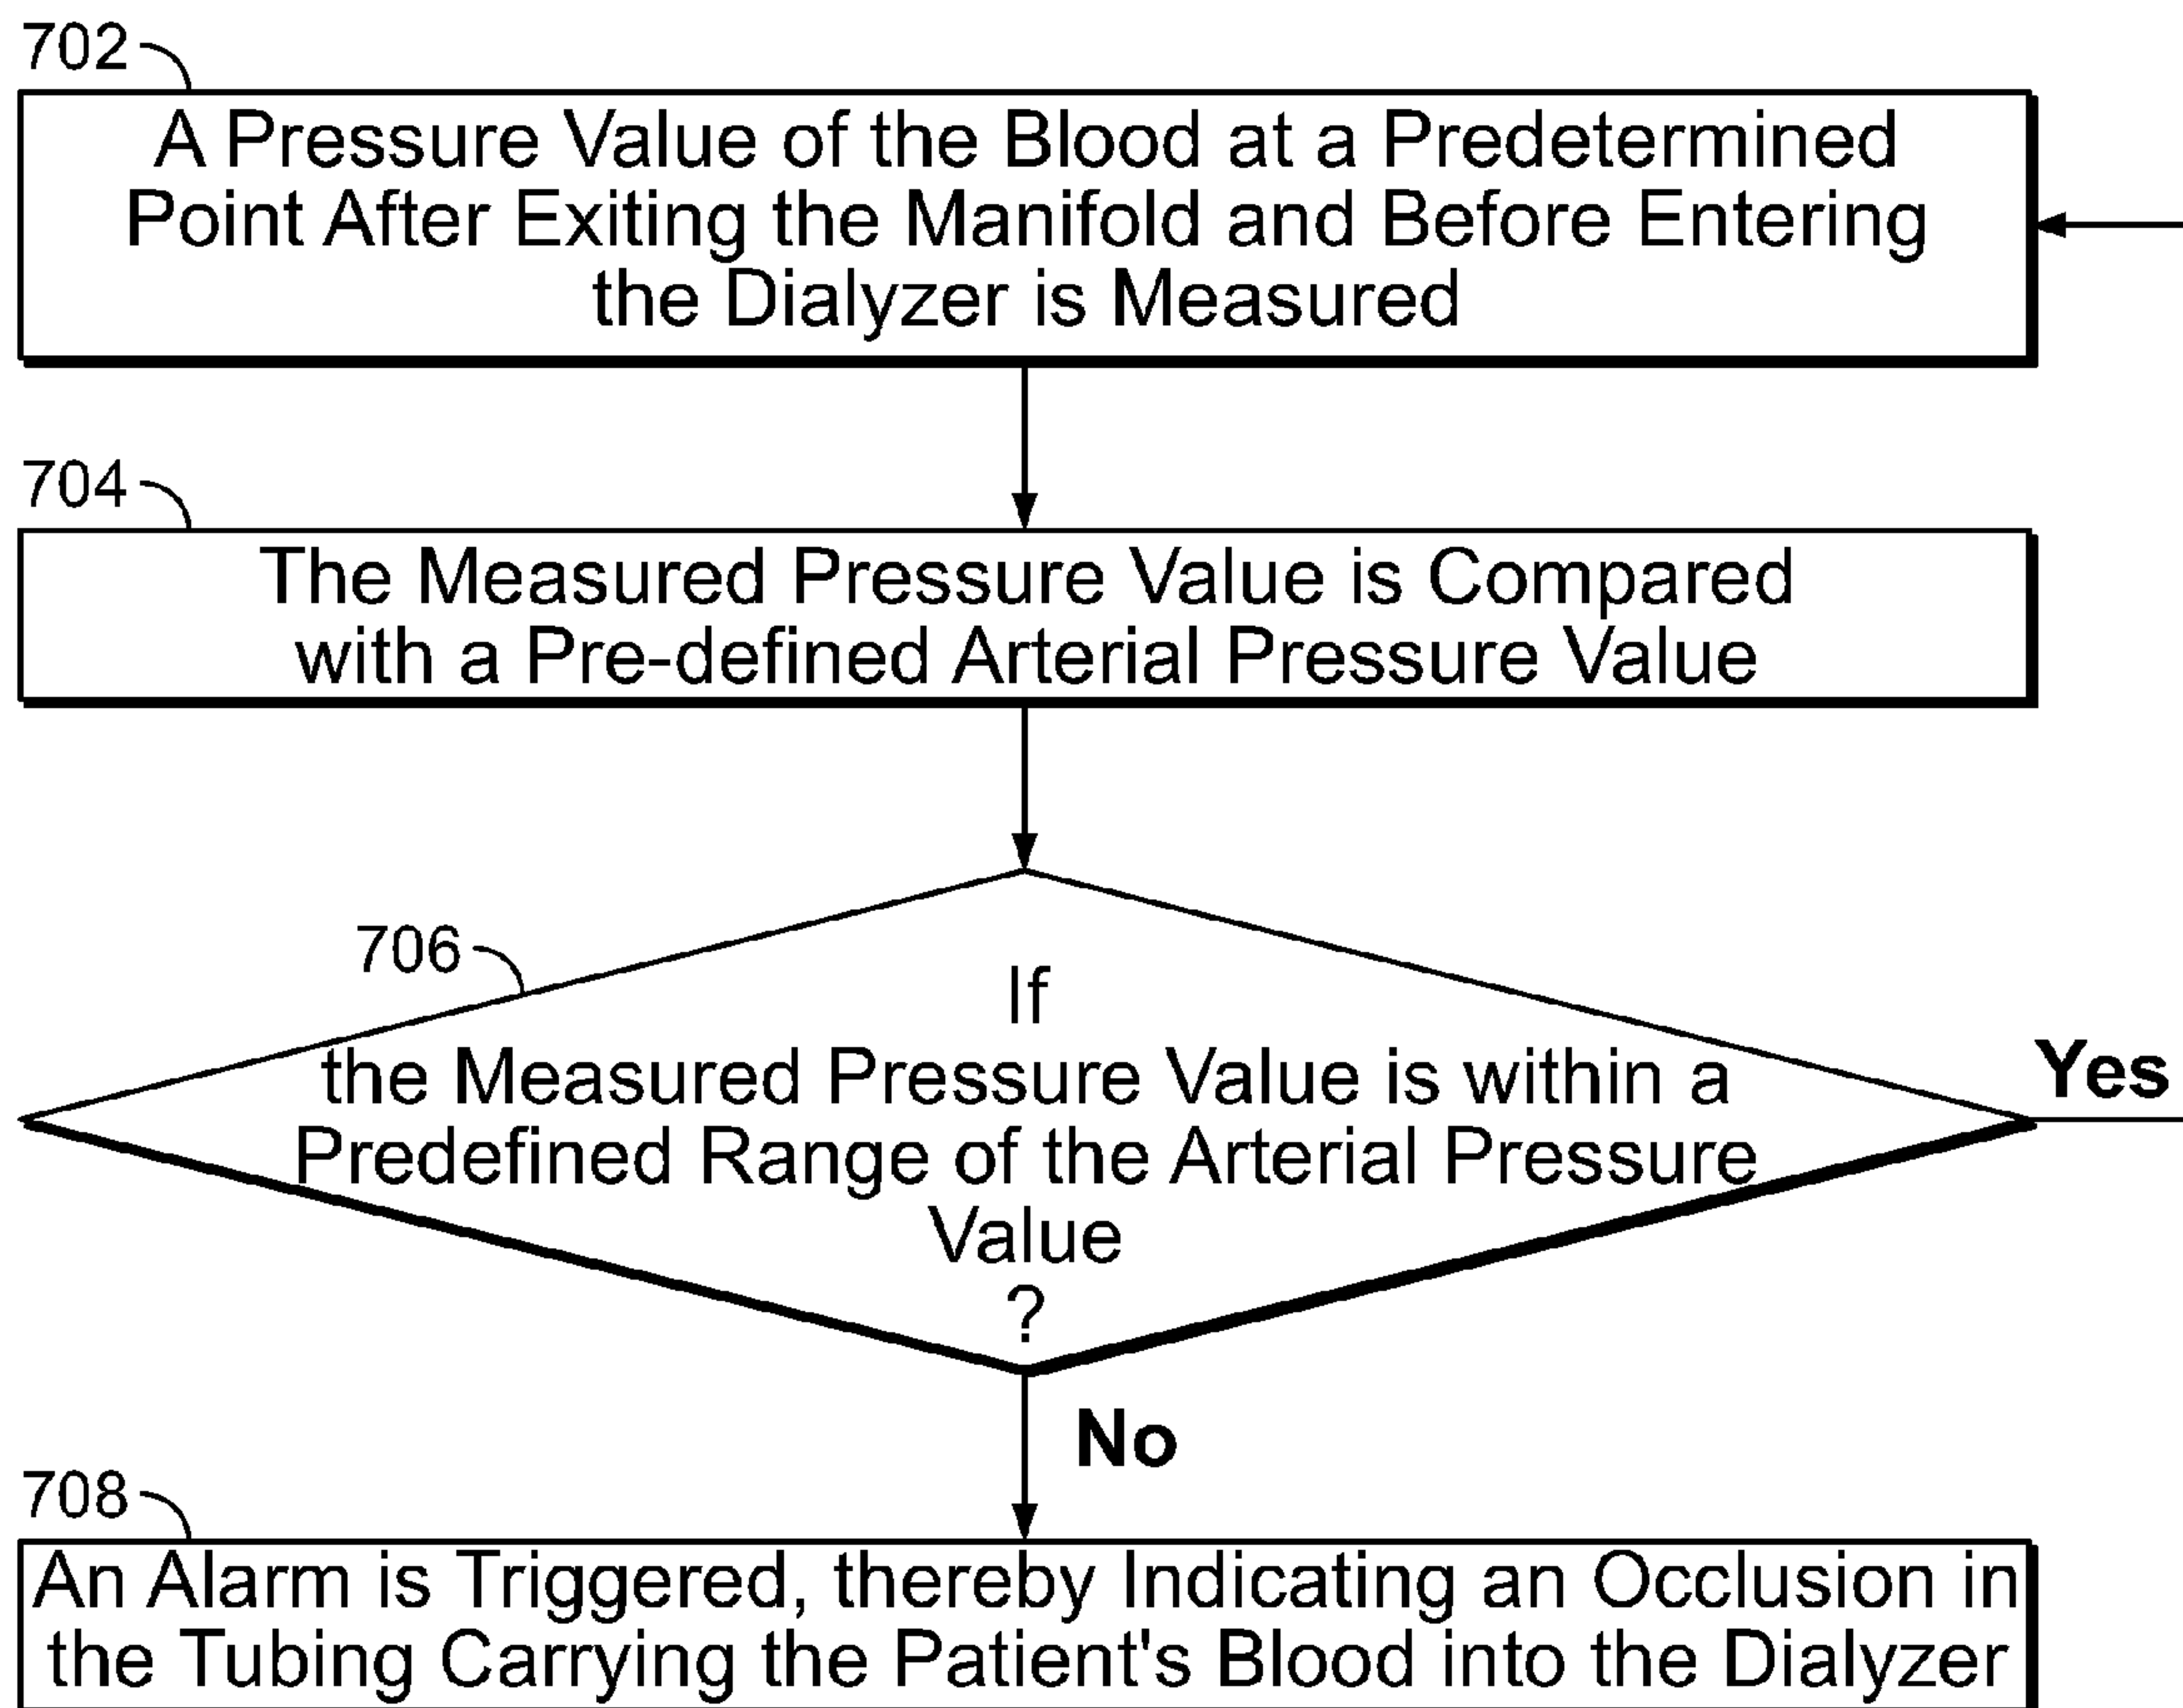 702
A Pressure Value of the Blood at a Predetermined
Point After Exiting the Manifold and Before Entering
the Dialyzer is Measured
704
The Measured Pressure Value is Compared
with a Pre-defined Arterial Pressure Value
706
If
the Measured Pressure Value is within a
Predefined Range of the Arterial Pressure
Value
?
Yes
No
708
An Alarm is Triggered, thereby Indicating an Occlusion in
the Tubing Carrying the Patient's Blood into the Dialyzer